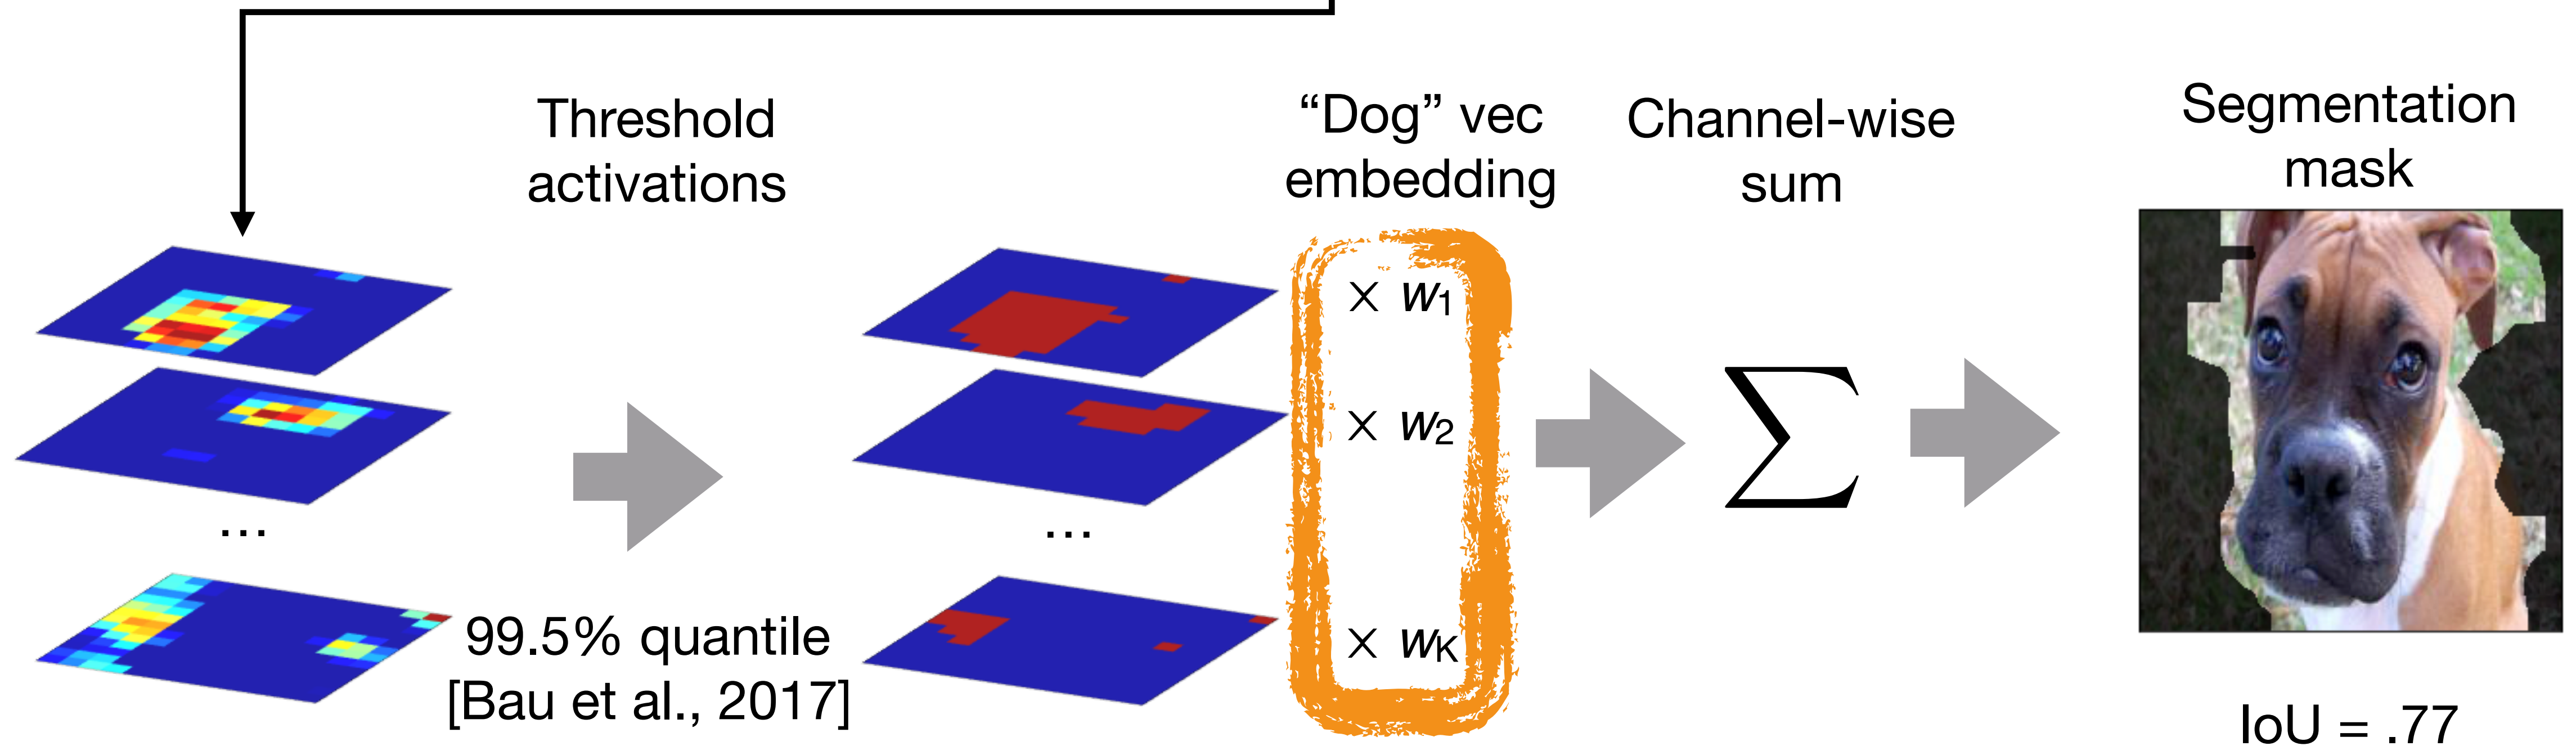 Threshold
activations
“Dog” vec
embedding
Channel-wise
sum
Segmentation
mask
× w1
× w2
∑
...
...
× wK
99.5% quantile
[Bau et al., 2017]
IoU = .77